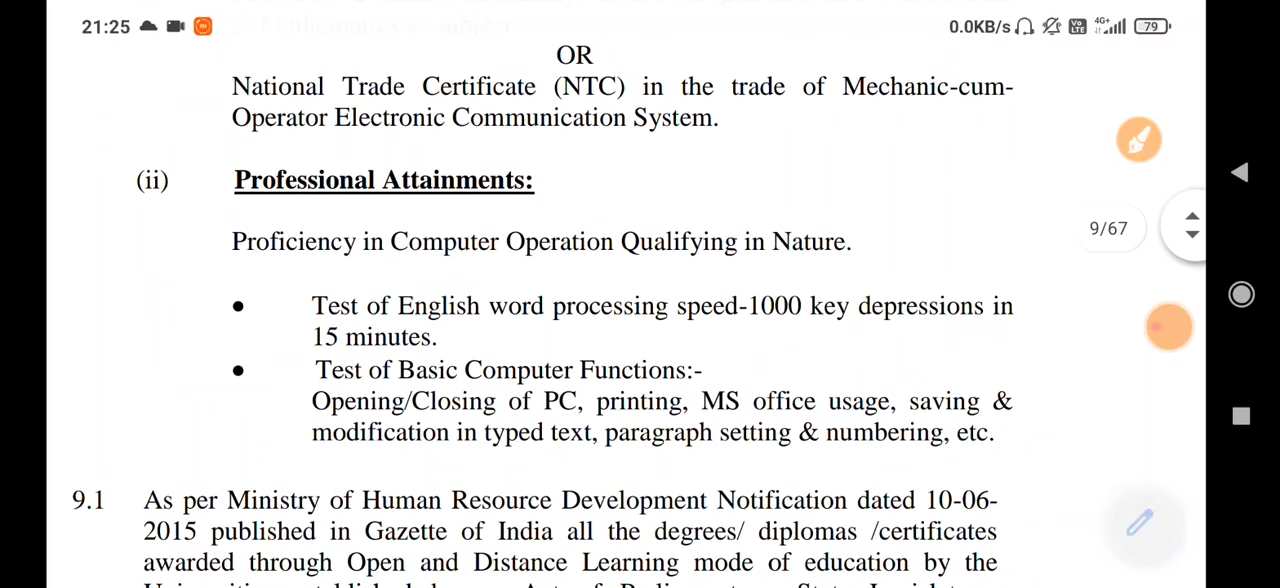 21:25
0.0KB/s 4G+ 79
OR
National Trade Certificate (NTC) in the trade of Mechanic-cum-
Operator Electronic Communication System.
(ii) Professional Attainments:
Proficiency in Computer Operation Qualifying in Nature.
9/67
● Test of English word processing speed-1000 key depressions in
15 minutes.
● Test of Basic Computer Functions:-
Opening/Closing of PC, printing, MS office usage, saving &
modification in typed text, paragraph setting & numbering, etc.
9.1 As per Ministry of Human Resource Development Notification dated 10-06-
2015 published in Gazette of India all the degrees/ diplomas /certificates
awarded through Open and Distance Learning mode of education by the